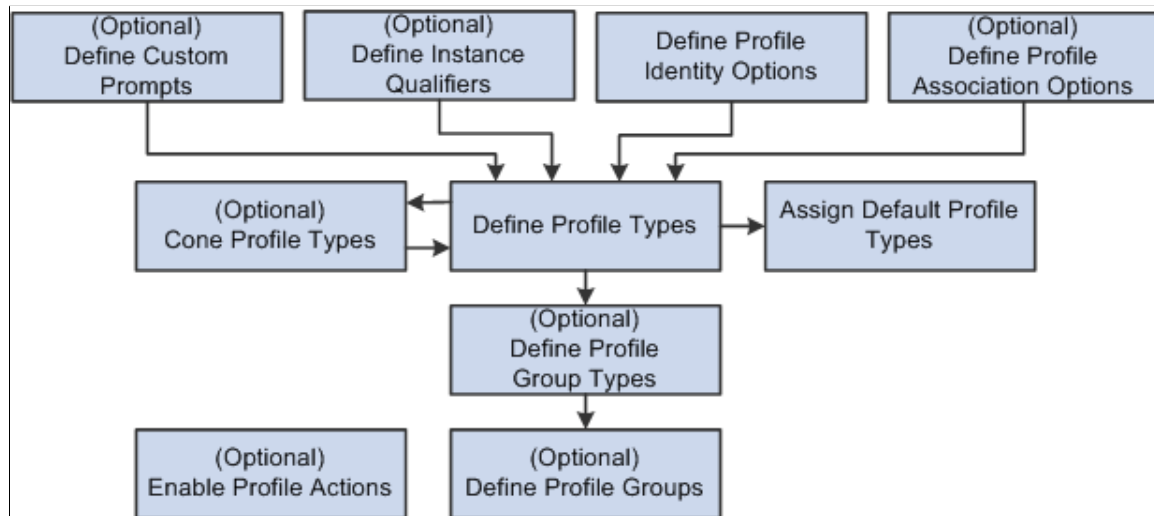 (Optional)
Define Custom
Prompts
(Optional)
Define Instance
Qualifiers
Define Profile
Identity Options
(Optional)
Define Profile
Association Options
(Optional)
Cone Profile Types
Define Profile Types
Assign Default Profile
Types
(Optional)
Define Profile
Group Types
(Optional)
Enable Profile Actions
(Optional)
Define Profile Groups